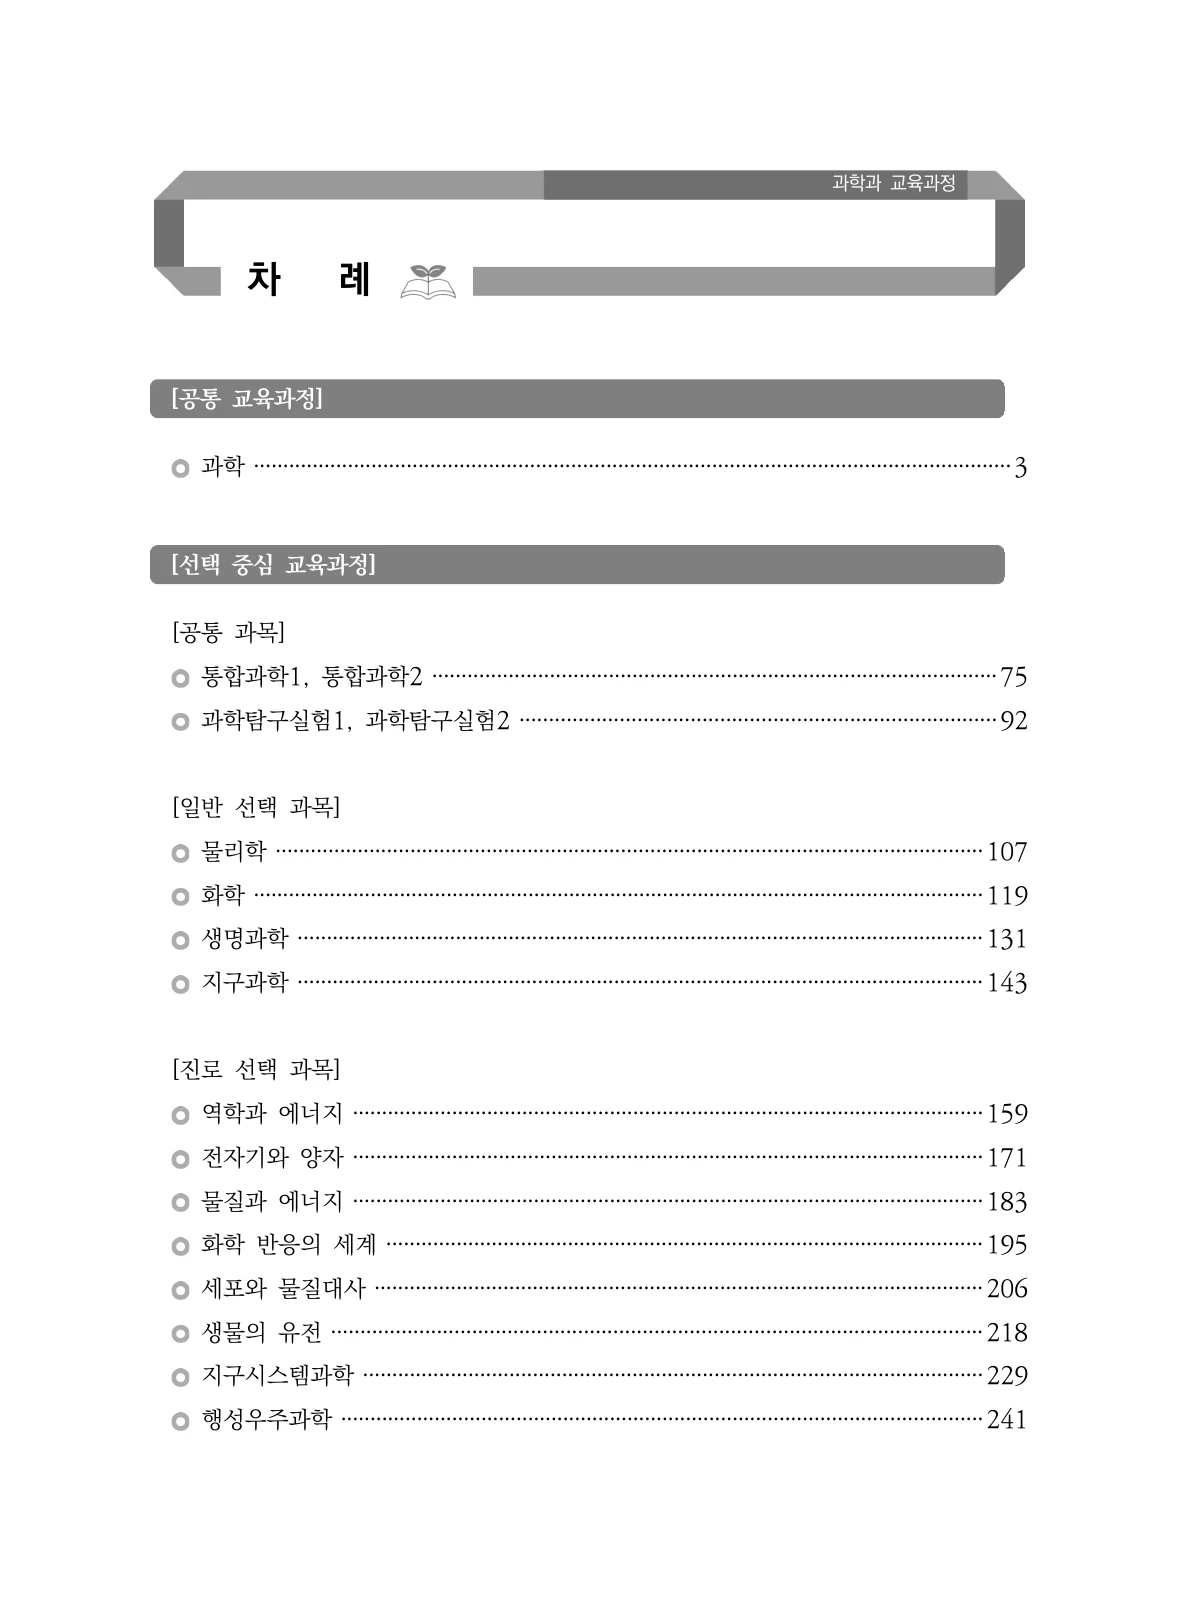 과학과 교육과정
차 례
[공통 교육과정]
과학 ⋯⋯⋯⋯⋯⋯⋯⋯⋯⋯⋯⋯⋯⋯⋯⋯ 3
[선택 중심 교육과정]
[공통 과목]
통합과학1, 통합과학2 ⋯⋯⋯⋯⋯⋯⋯⋯⋯⋯⋯⋯ 75
과학탐구실험1, 과학탐구실험2 ⋯⋯⋯⋯⋯⋯⋯⋯⋯⋯⋯⋯ 92
[일반 선택 과목]
물리학 ⋯⋯⋯⋯⋯⋯⋯⋯⋯⋯⋯⋯⋯⋯⋯⋯ 107
화학 ⋯⋯⋯⋯⋯⋯⋯⋯⋯⋯⋯⋯⋯⋯⋯⋯ 119
생명과학 ⋯⋯⋯⋯⋯⋯⋯⋯⋯⋯⋯⋯⋯⋯⋯⋯ 131
지구과학 ⋯⋯⋯⋯⋯⋯⋯⋯⋯⋯⋯⋯⋯⋯⋯⋯ 143
[진로 선택 과목]
역학과 에너지 ⋯⋯⋯⋯⋯⋯⋯⋯⋯⋯⋯⋯⋯⋯ 159
전자기와 양자 ⋯⋯⋯⋯⋯⋯⋯⋯⋯⋯⋯⋯⋯⋯ 171
물질과 에너지 ⋯⋯⋯⋯⋯⋯⋯⋯⋯⋯⋯⋯⋯⋯ 183
화학 반응의 세계 ⋯⋯⋯⋯⋯⋯⋯⋯⋯⋯⋯⋯⋯⋯ 195
세포와 물질대사 ⋯⋯⋯⋯⋯⋯⋯⋯⋯⋯⋯⋯⋯⋯ 206
생물의 유전 ⋯⋯⋯⋯⋯⋯⋯⋯⋯⋯⋯⋯⋯⋯ 218
지구시스템과학 ⋯⋯⋯⋯⋯⋯⋯⋯⋯⋯⋯⋯⋯⋯ 229
행성우주과학 ⋯⋯⋯⋯⋯⋯⋯⋯⋯⋯⋯⋯⋯⋯ 241